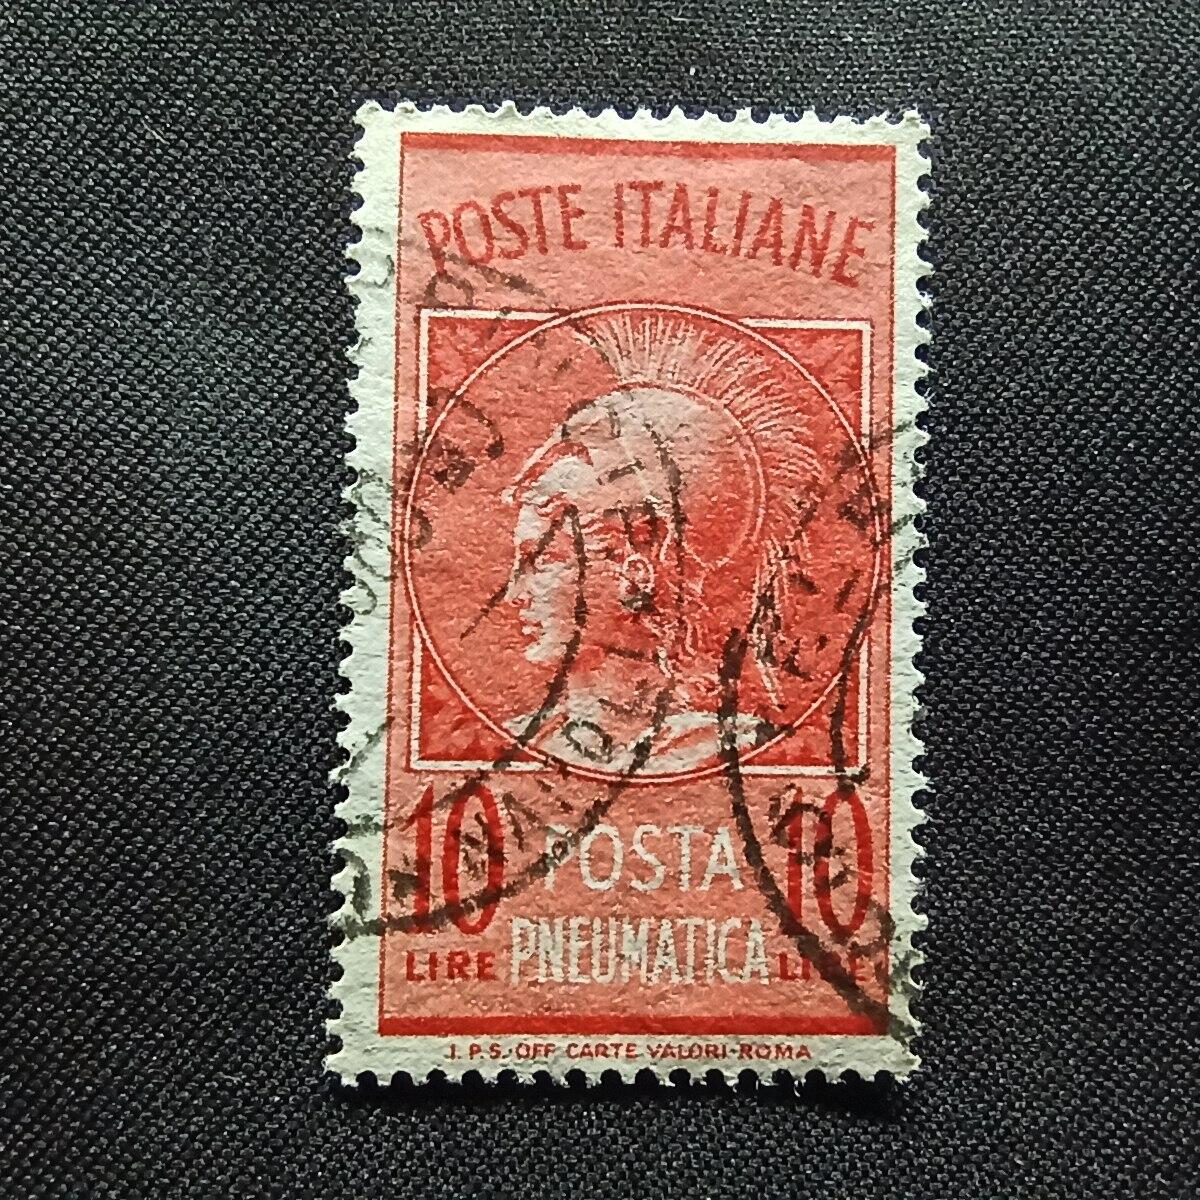 POSTE ITALIANE
10 POSTA 10
LIRE PNEUMATICA LIRE
I.P.S. OFF. CARTE VALORI-ROMA